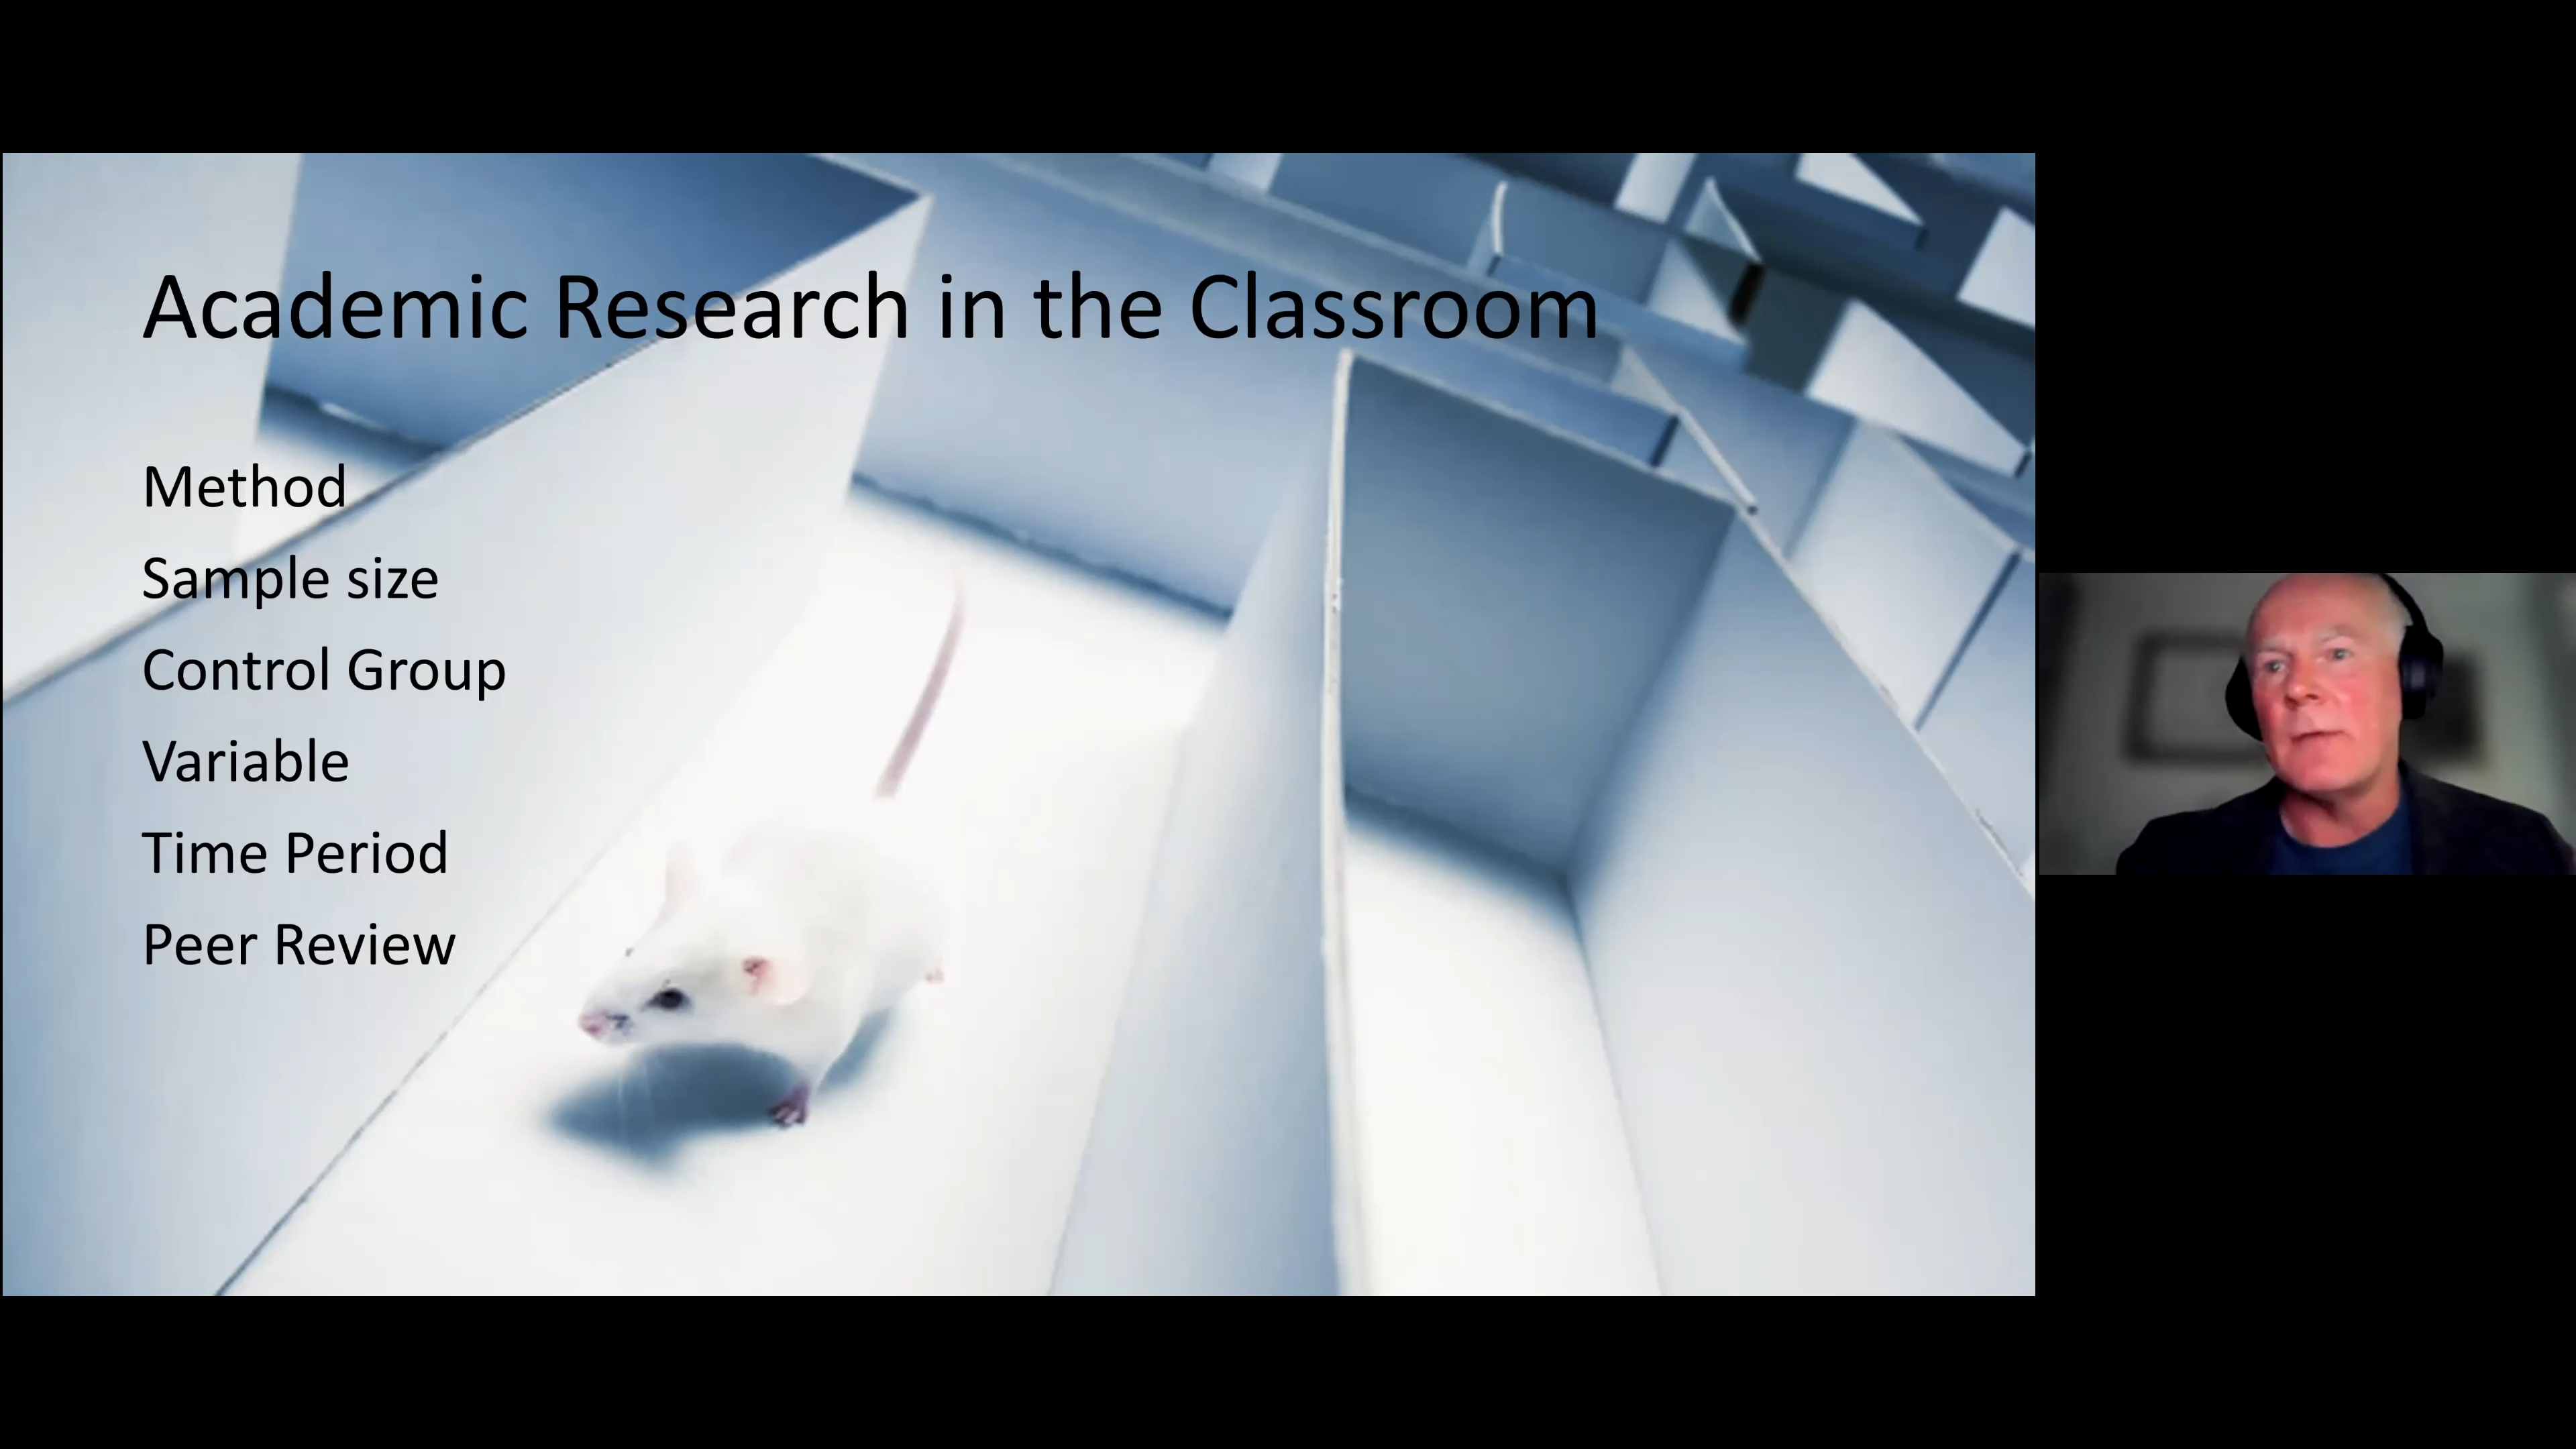 Academic Research in the Classroom
Method
Sample size
Control Group
Variable
Time Period
Peer Review